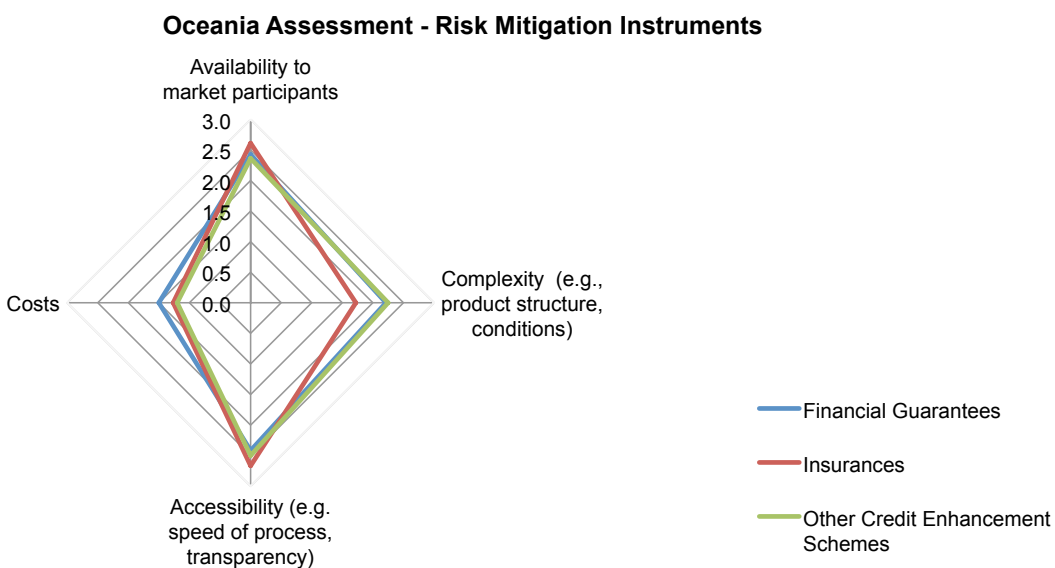 Oceania Assessment - Risk Mitigation Instruments
Availability to
market participants
3.0
2.5
2.0
1.5
1.0
0.5
0.0
Costs
Complexity  (e.g.,
product structure,
conditions)
Accessibility (e.g.
speed of process,
transparency)
Financial Guarantees
Insurances
Other Credit Enhancement
Schemes